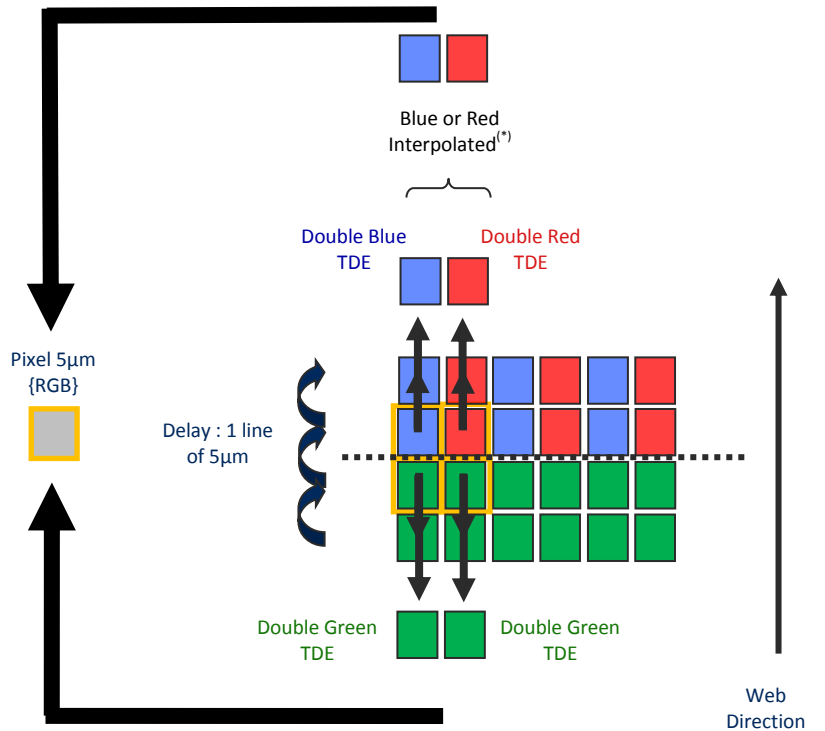 Blue or Red
Interpolated(*)
Double Blue
TDE
Double Red
TDE
Pixel 5µm
{RGB}
Delay : 1 line
of 5µm
Double Green
TDE
Double Green
TDE
Web
Direction